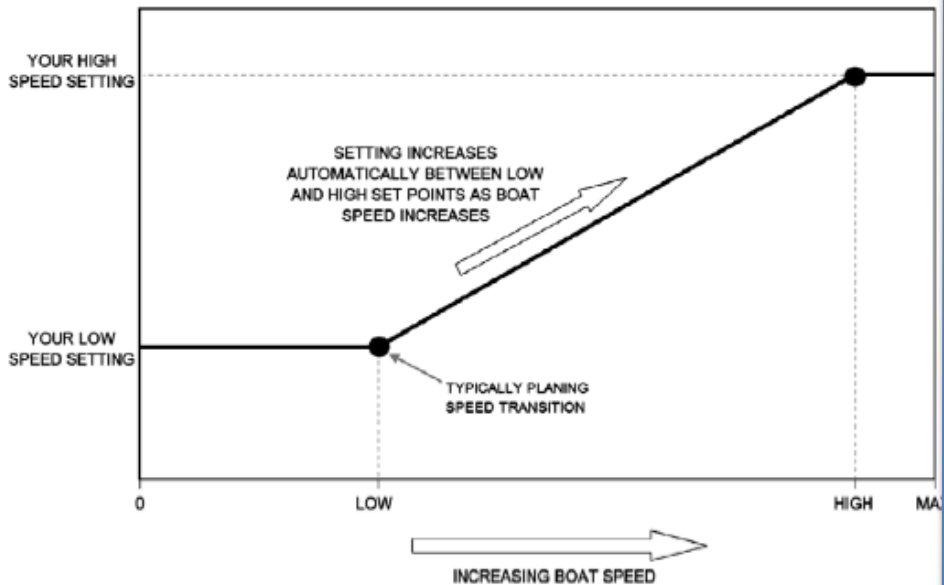 YOUR HIGH
SPEED SETTING
SETTING INCREASES
AUTOMATICALLY BETWEEN LOW
AND HIGH SET POINTS AS BOAT
SPEED INCREASES
YOUR LOW
SPEED SETTING
TYPICALLY PLANING
SPEED TRANSITION
0 LOW HIGH MA
INCREASING BOAT SPEED